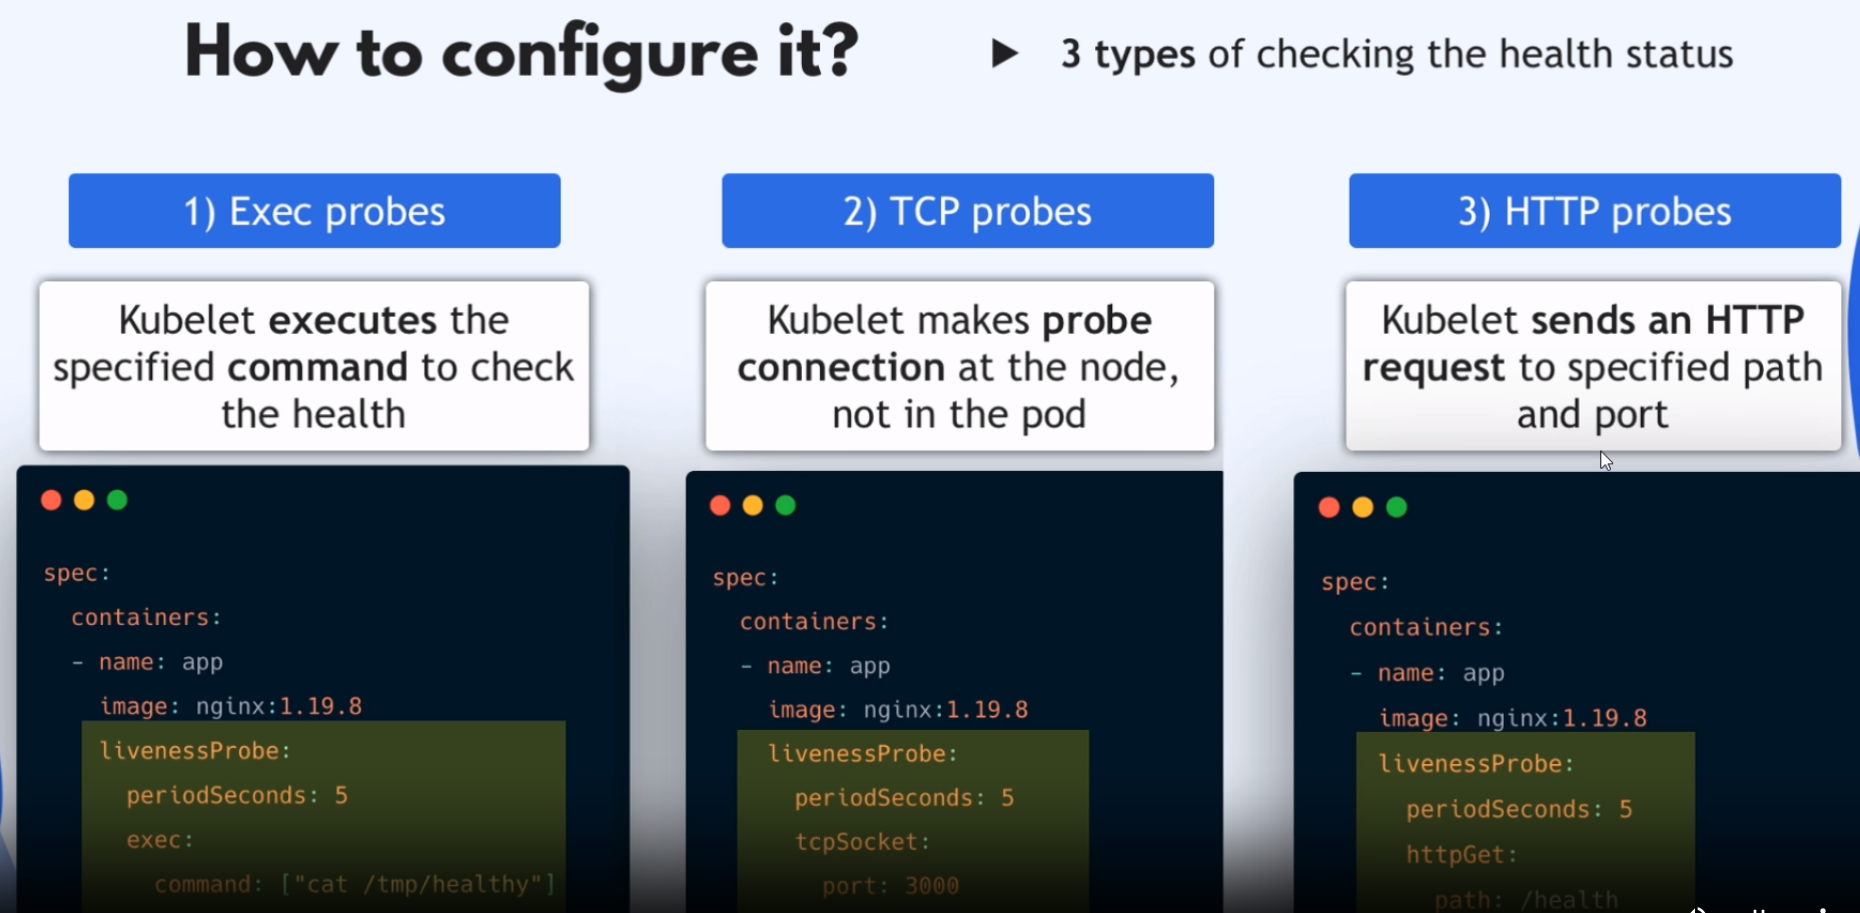 How to configure it?
▶ 3 types of checking the health status
1) Exec probes
Kubelet executes the
specified command to check
the health
spec:
containers:
- name: app
image: nginx:1.19.8
livenessProbe:
periodSeconds: 5
exec:
command: ["cat /tmp/healthy"]
2) TCP probes
Kubelet makes probe
connection at the node,
not in the pod
spec:
containers:
- name: app
image: nginx:1.19.8
livenessProbe:
periodSeconds: 5
tcpSocket:
port: 3000
3) HTTP probes
Kubelet sends an HTTP
request to specified path
and port
spec:
containers:
- name: app
image: nginx:1.19.8
livenessProbe:
periodSeconds: 5
httpGet:
path: /health